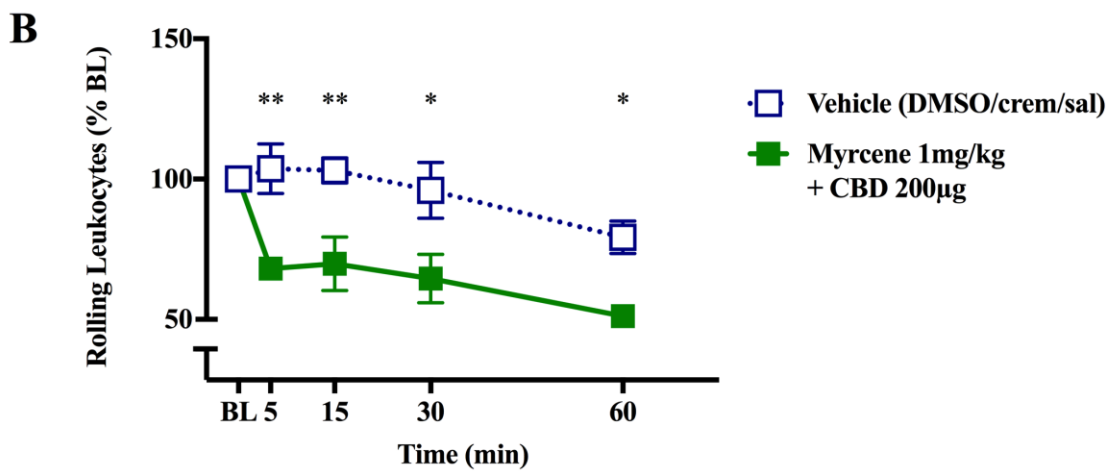 B
150
100
50
Rolling Leukocytes (% BL)
** ** * *
BL 5 15 30 60
Time (min)
Vehicle (DMSO/crem/sal)
Myrcene 1mg/kg
+ CBD 200µg